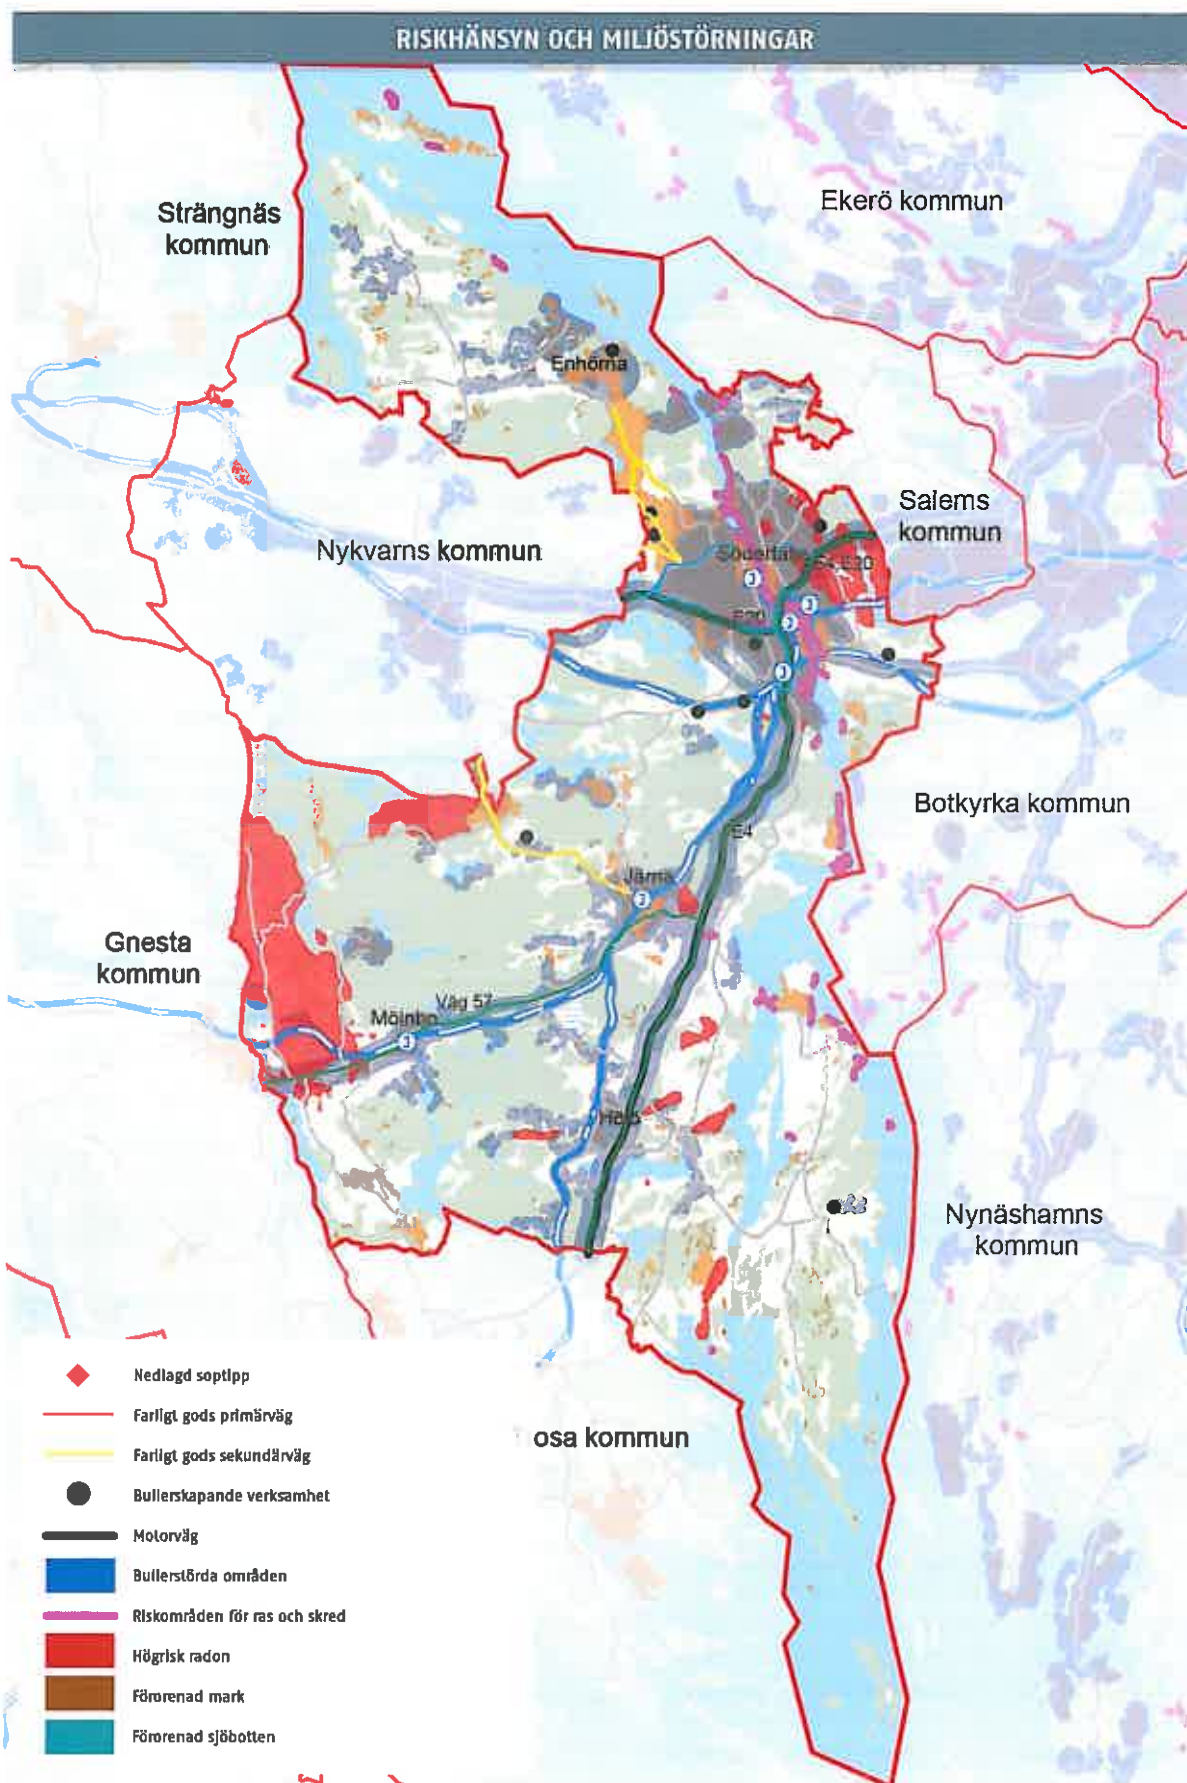 RISKHÄNSYN OCH MILJÖSTÖRNINGAR
Ekerö kommun
Strängnäs
kommun
Enhörna
Salems
kommun
Nykvarns kommun
E4 E20
E20
Botkyrka kommun
E4
Järna
Gnesta
kommun
Väg 57
Mölnbo
Hölö
Nynäshamns
kommun
osa kommun
Nedlagd soptipp
Farligt gods primärväg
Farligt gods sekundärväg
Bullerskapande verksamhet
Motorväg
Bullerstörda områden
Riskområden för ras och skred
Högrisk radon
Förorenad mark
Förorenad sjöbotten